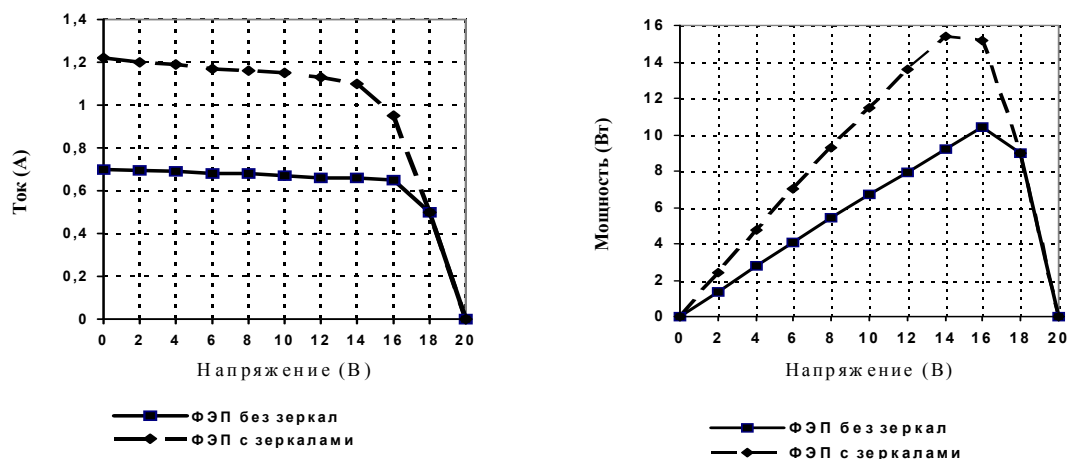 1,4
1,2
1
0,8
0,6
0,4
0,2
0
Ток (А)
0 2 4 6 8 10 12 14 16 18 20
Напряжение (В)
ФЭП без зеркал
ФЭП с зеркалами
16
14
12
10
8
6
4
2
0
Мощность (Вт)
0 2 4 6 8 10 12 14 16 18 20
Напряжение (В)
ФЭП без зеркал
ФЭП с зеркалами